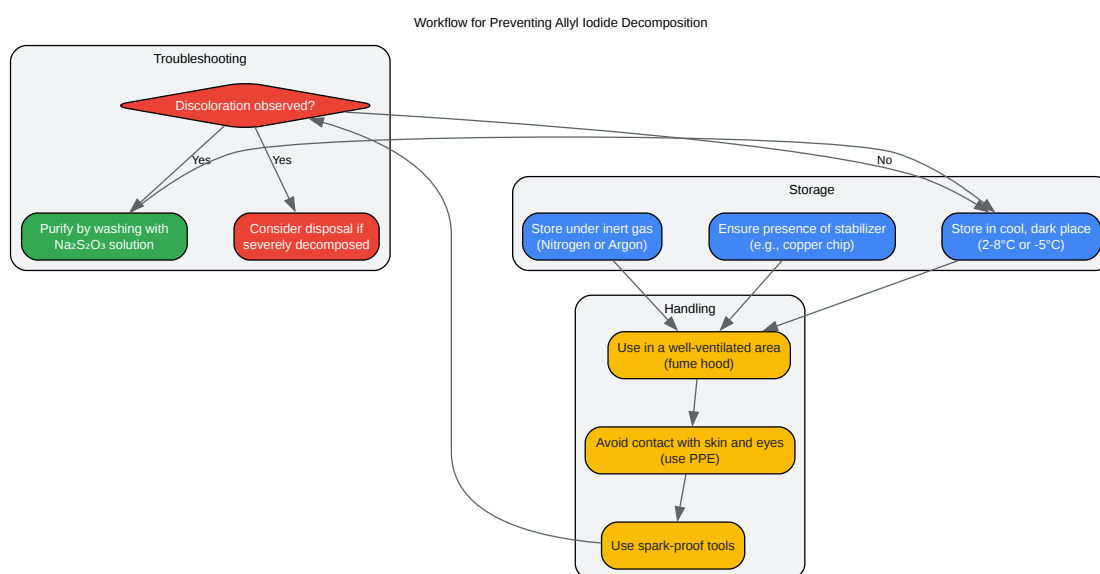 Workflow for Preventing Allyl Iodide Decomposition
Troubleshooting
Discoloration observed?
Yes
Yes
No
Purify by washing with
Na₂S₂O₃ solution
Consider disposal if
severely decomposed
Storage
Store under inert gas
(Nitrogen or Argon)
Ensure presence of stabilizer
(e.g., copper chip)
Store in cool, dark place
(2-8°C or -5°C)
Handling
Use in a well-ventilated area
(fume hood)
Avoid contact with skin and eyes
(use PPE)
Use spark-proof tools